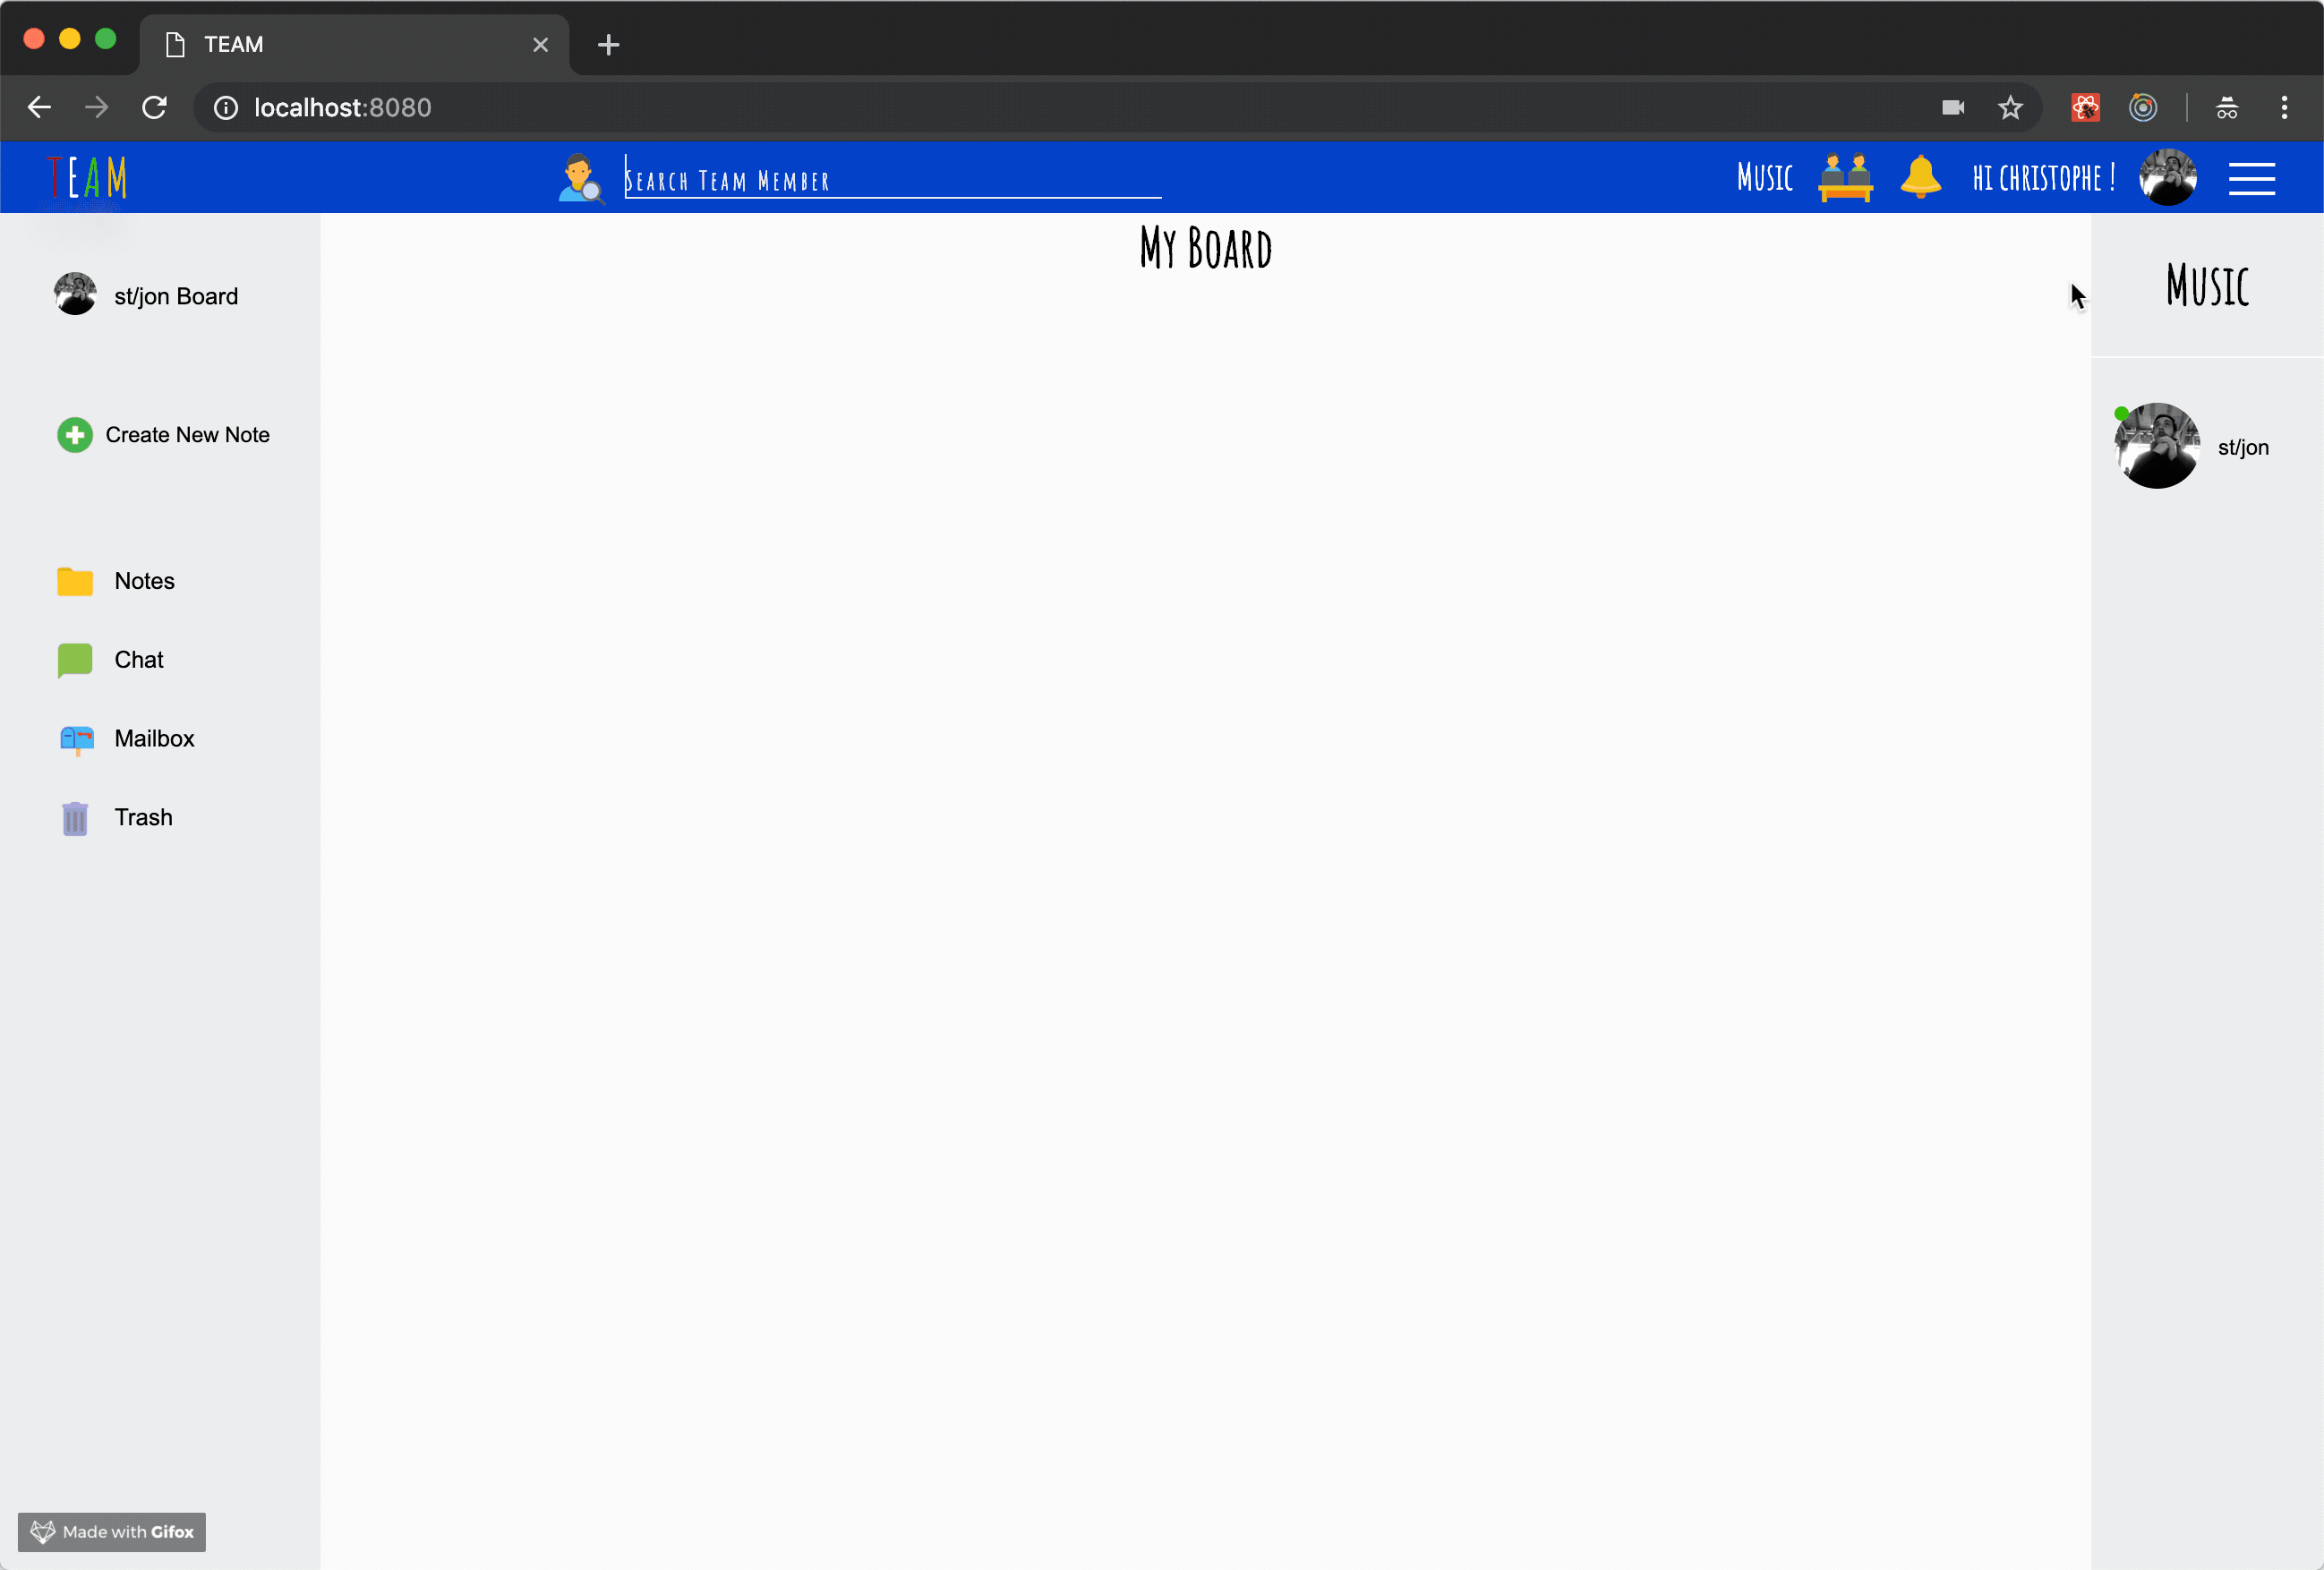 TEAM
localhost:8080
TEAM
Search Team Member
Music
hi christophe !
My Board
Music
st/jon Board
Create New Note
st/jon
Notes
Chat
Mailbox
Trash
Made with Gifox